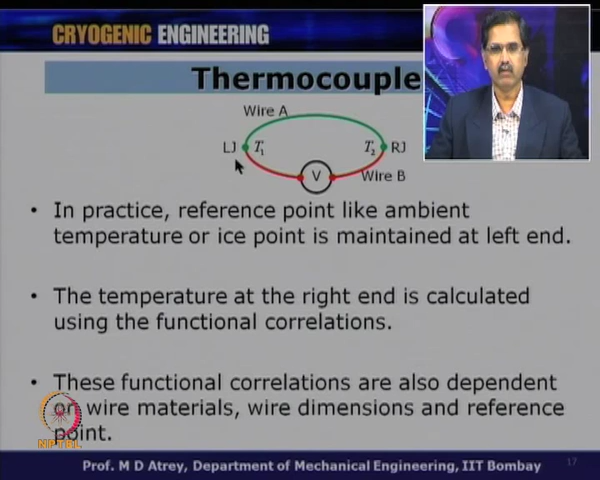 CRYOGENIC ENGINEERING
Thermocouple
Wire A
LJ T₁ T₂ RJ
V
Wire B
• In practice, reference point like ambient
temperature or ice point is maintained at left end.
• The temperature at the right end is calculated
using the functional correlations.
• These functional correlations are also dependent
on wire materials, wire dimensions and reference
point.
NPTEL
Prof. M D Atrey, Department of Mechanical Engineering, IIT Bombay
17